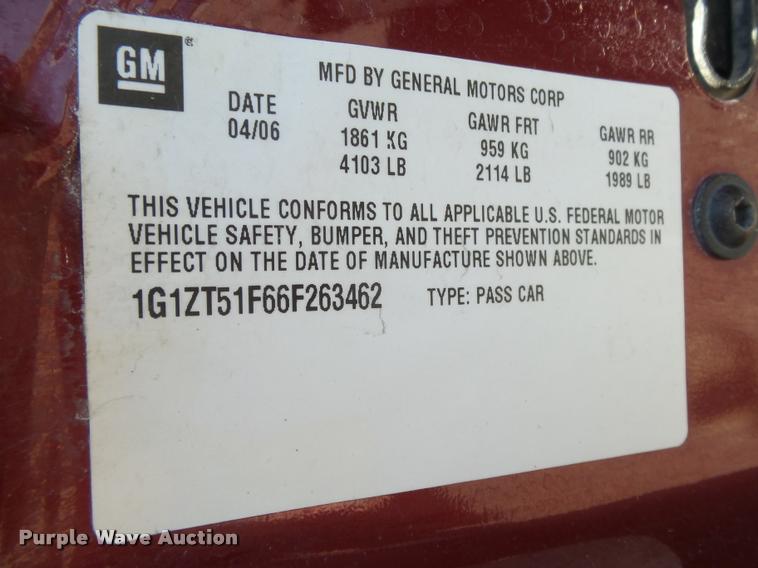 GM
MFD BY GENERAL MOTORS CORP
DATE GVWR GAWR FRT GAWR RR
04/06 1861 KG 959 KG 902 KG
4103 LB 2114 LB 1989 LB
THIS VEHICLE CONFORMS TO ALL APPLICABLE U.S. FEDERAL MOTOR
VEHICLE SAFETY, BUMPER, AND THEFT PREVENTION STANDARDS IN
EFFECT ON THE DATE OF MANUFACTURE SHOWN ABOVE.
1G1ZT51F66F263462 TYPE: PASS CAR
Purple Wave Auction